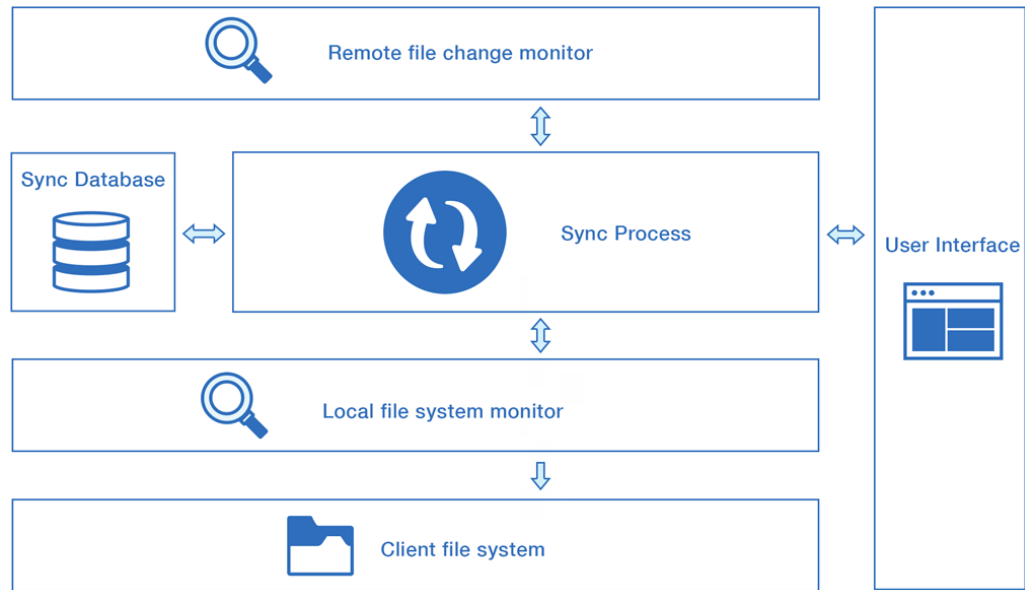 Remote file change monitor
Sync Database
Sync Process
User Interface
Local file system monitor
Client file system